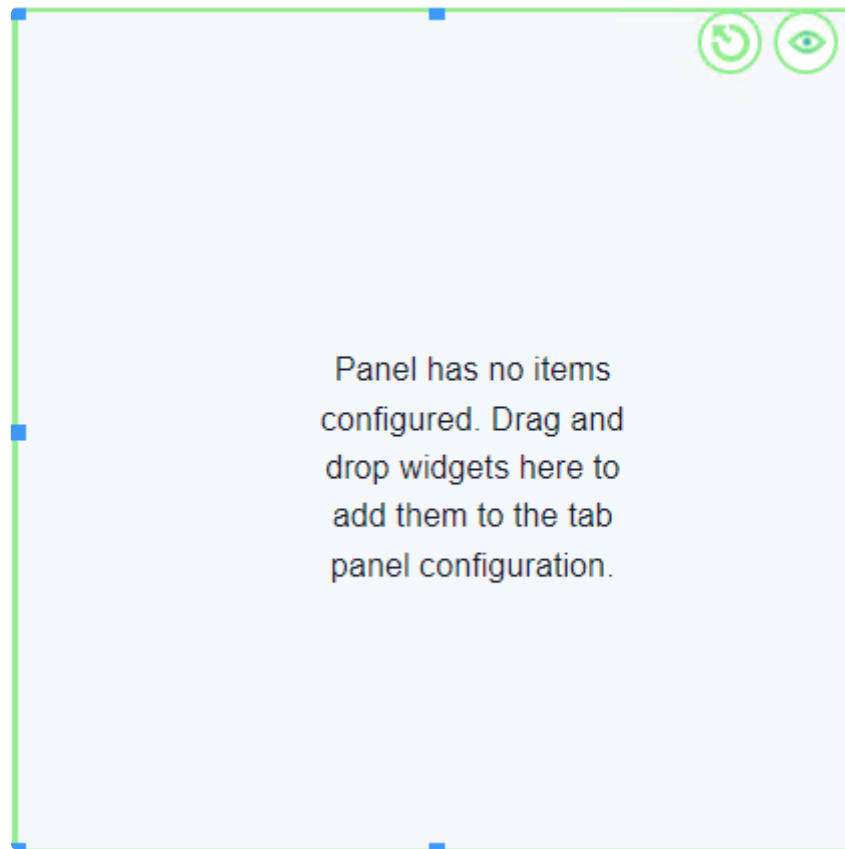 Panel has no items
configured. Drag and
drop widgets here to
add them to the tab
panel configuration.